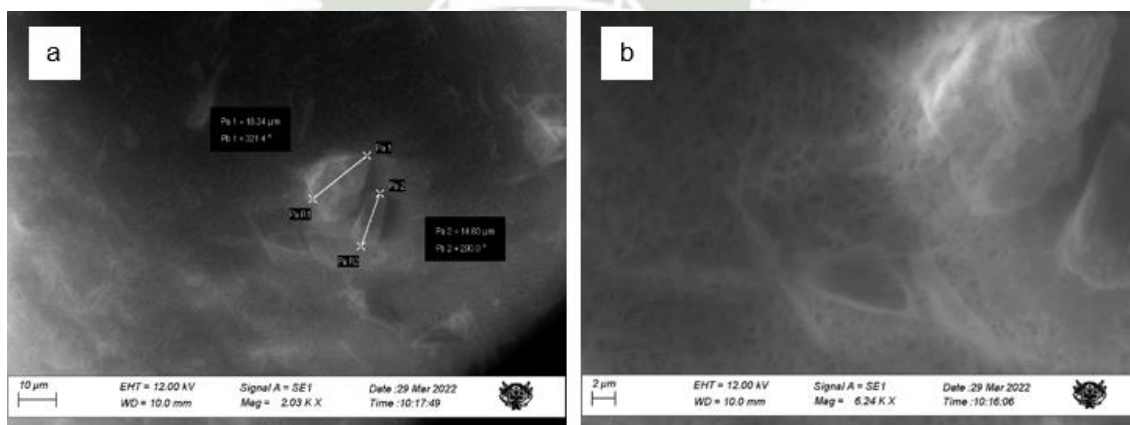 a
Pa 1 = 18.24 µm
Pb 1 = 321.4 °
Pa 1
Pa R1
Pa 2
Pa R2
Pa 2 = 14.80 µm
Pb 2 = 290.0 °
10 µm
EHT = 12.00 kV
Signal A = SE1
Date :29 Mar 2022
WD = 10.0 mm
Mag = 2.03 K X
Time :10:17:49
b
2 µm
EHT = 12.00 kV
Signal A = SE1
Date :29 Mar 2022
WD = 10.0 mm
Mag = 6.24 K X
Time :10:16:06